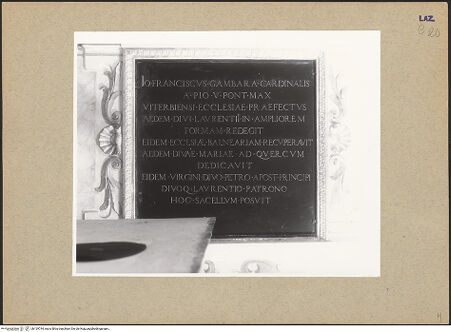 LAZ.
IO·FRANCISCVS·GAMBARA·CARDINALIS
A·PIO·V·PONT·MAX
VITERBIENSI·ECCLESIAE·PRAEFECTVS
AEDEM·DIVI·LAVRENTII·IN·AMPLIOREM
FORMAM·REDEGIT
EIDEM·ECCLESIÆ·BALNEARIAM·RECVPERAVIT
AEDEM·DIVAE·MARIAE·AD·QVERCVM
DEDICAVIT
EIDEM·VIRGINI·DIVO·PETRO·APOST·PRINCIPI
DIVOQ·LAVRENTIO·PATRONO
HOC·SACELLVM·POSVIT